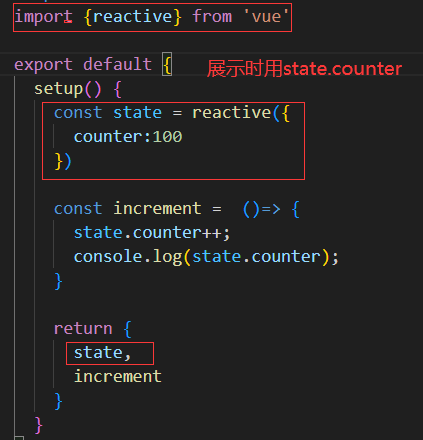 import {reactive} from 'vue'
export default {
展示时用state.counter
setup() {
const state = reactive({
counter:100
})
const increment =  ()=> {
state.counter++;
console.log(state.counter);
}
return {
state,
increment
}
}